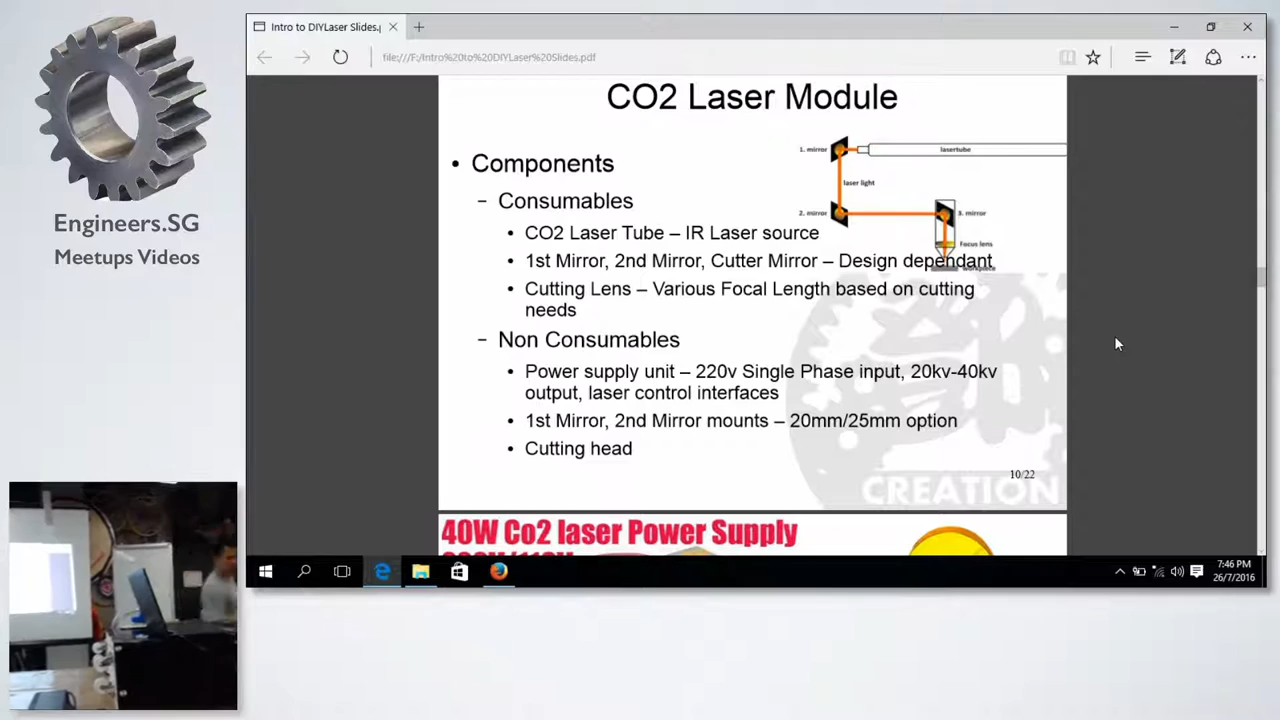 Intro to DIYLaser Slides.p
file:///F:/Intro%20to%20DIYLaser%20Slides.pdf
Engineers.SG
Meetups Videos
CO2 Laser Module
• Components
– Consumables
• CO2 Laser Tube – IR Laser source
• 1st Mirror, 2nd Mirror, Cutter Mirror – Design dependant
• Cutting Lens – Various Focal Length based on cutting
needs
– Non Consumables
• Power supply unit – 220v Single Phase input, 20kv-40kv
output, laser control interfaces
• 1st Mirror, 2nd Mirror mounts – 20mm/25mm option
• Cutting head
1. mirror
lasertube
laser light
2. mirror
3. mirror
Focus lens
workpiece
CREATION
10/22
40W Co2 laser Power Supply
7:46 PM
26/7/2016